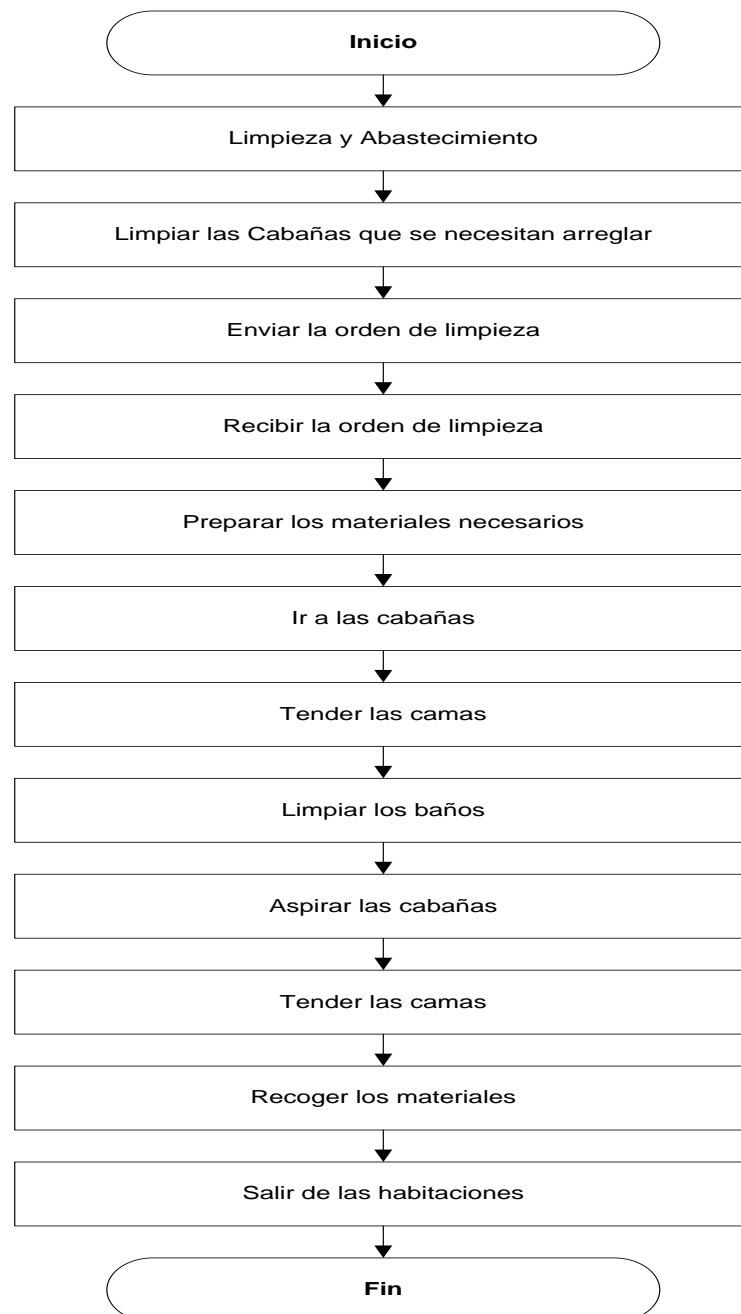 Inicio
Limpieza y Abastecimiento
Limpiar las Cabañas que se necesitan arreglar
Enviar la orden de limpieza
Recibir la orden de limpieza
Preparar los materiales necesarios
Ir a las cabañas
Tender las camas
Limpiar los baños
Aspirar las cabañas
Tender las camas
Recoger los materiales
Salir de las habitaciones
Fin